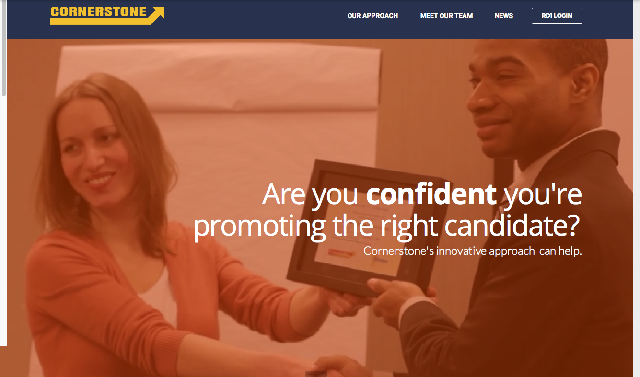 CORNERSTONE
OUR APPROACH MEET OUR TEAM NEWS RD1 LOGIN
Are you confident you're
promoting the right candidate?
Cornerstone's innovative approach can help.